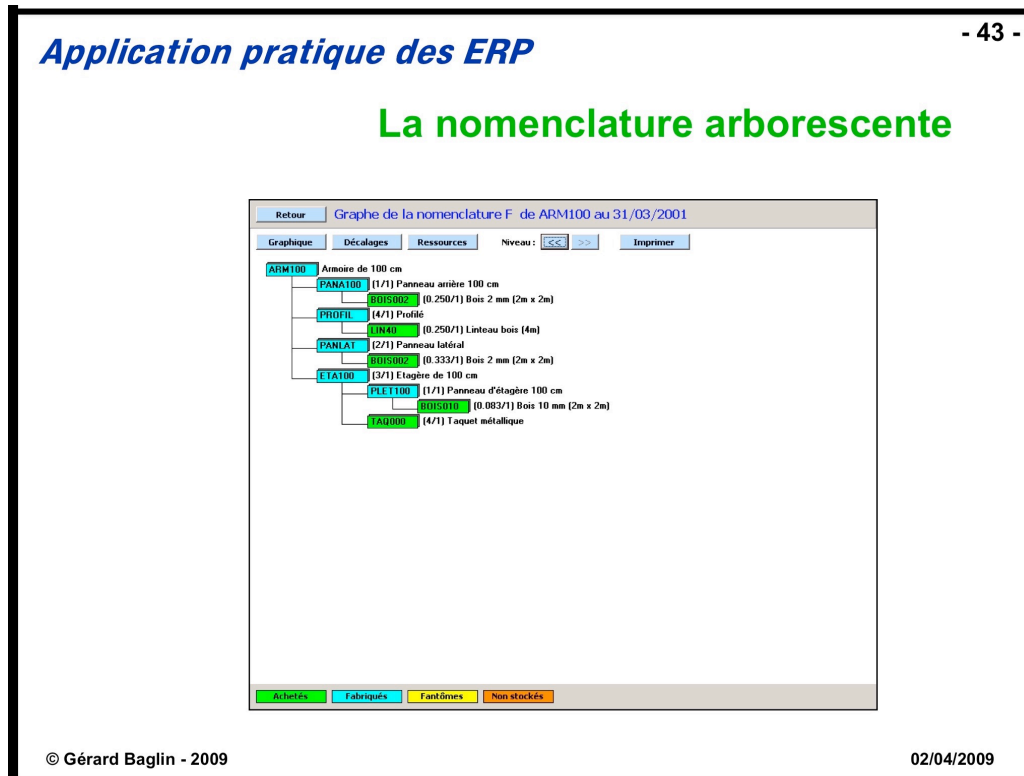 - 43 -
Application pratique des ERP
La nomenclature arborescente
Retour Graphe de la nomenclature F de ARM100 au 31/03/2001
Graphique Décalages Ressources Niveau : << >> Imprimer
ARM100 Armoire de 100 cm
PANA100 (1/1) Panneau arrière 100 cm
BOIS002 (0.250/1) Bois 2 mm (2m x 2m)
PROFIL (4/1) Profilé
LIN40 (0.250/1) Linteau bois (4m)
PANLAT (2/1) Panneau latéral
BOIS002 (0.333/1) Bois 2 mm (2m x 2m)
ETA100 (3/1) Etagère de 100 cm
PLET100 (1/1) Panneau d'étagère 100 cm
BOIS010 (0.083/1) Bois 10 mm (2m x 2m)
TAQ000 (4/1) Taquet métallique
Achetés Fabriqués Fantômes Non stockés
© Gérard Baglin - 2009 02/04/2009